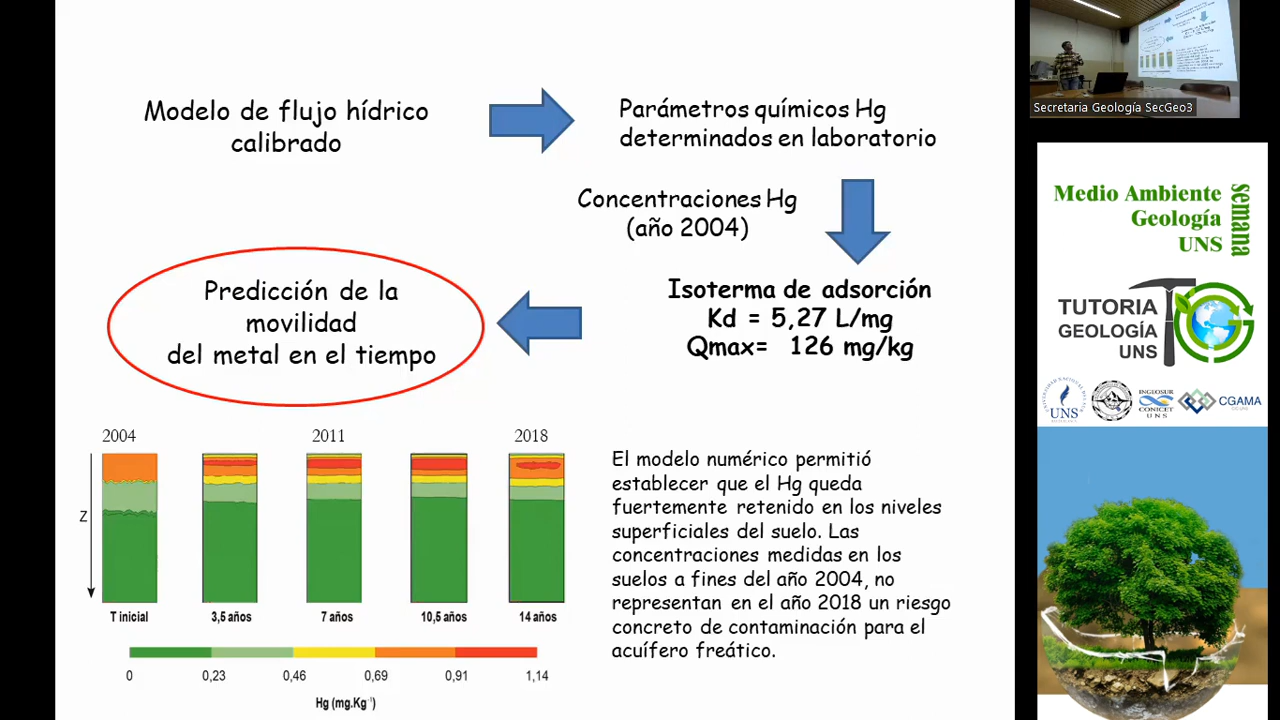 Modelo de flujo hídrico
calibrado
Parámetros químicos Hg
determinados en laboratorio
Concentraciones Hg
(año 2004)
Isoterma de adsorción
Kd = 5,27 L/mg
Qmax= 126 mg/kg
Predicción de la
movilidad
del metal en el tiempo
2004
2011
2018
Z
T inicial
3,5 años
7 años
10,5 años
14 años
0
0,23
0,46
0,69
0,91
1,14
Hg (mg.Kg⁻¹)
El modelo numérico permitió
establecer que el Hg queda
fuertemente retenido en los niveles
superficiales del suelo. Las
concentraciones medidas en los
suelos a fines del año 2004, no
representan en el año 2018 un riesgo
concreto de contaminación para el
acuífero freático.
Secretaria Geología SecGeo3
Medio Ambiente
Geología
UNS
semana
TUTORIA
GEOLOGÍA
UNS
UNS
INGEOSUR
CONICET
UNS
CGAMA